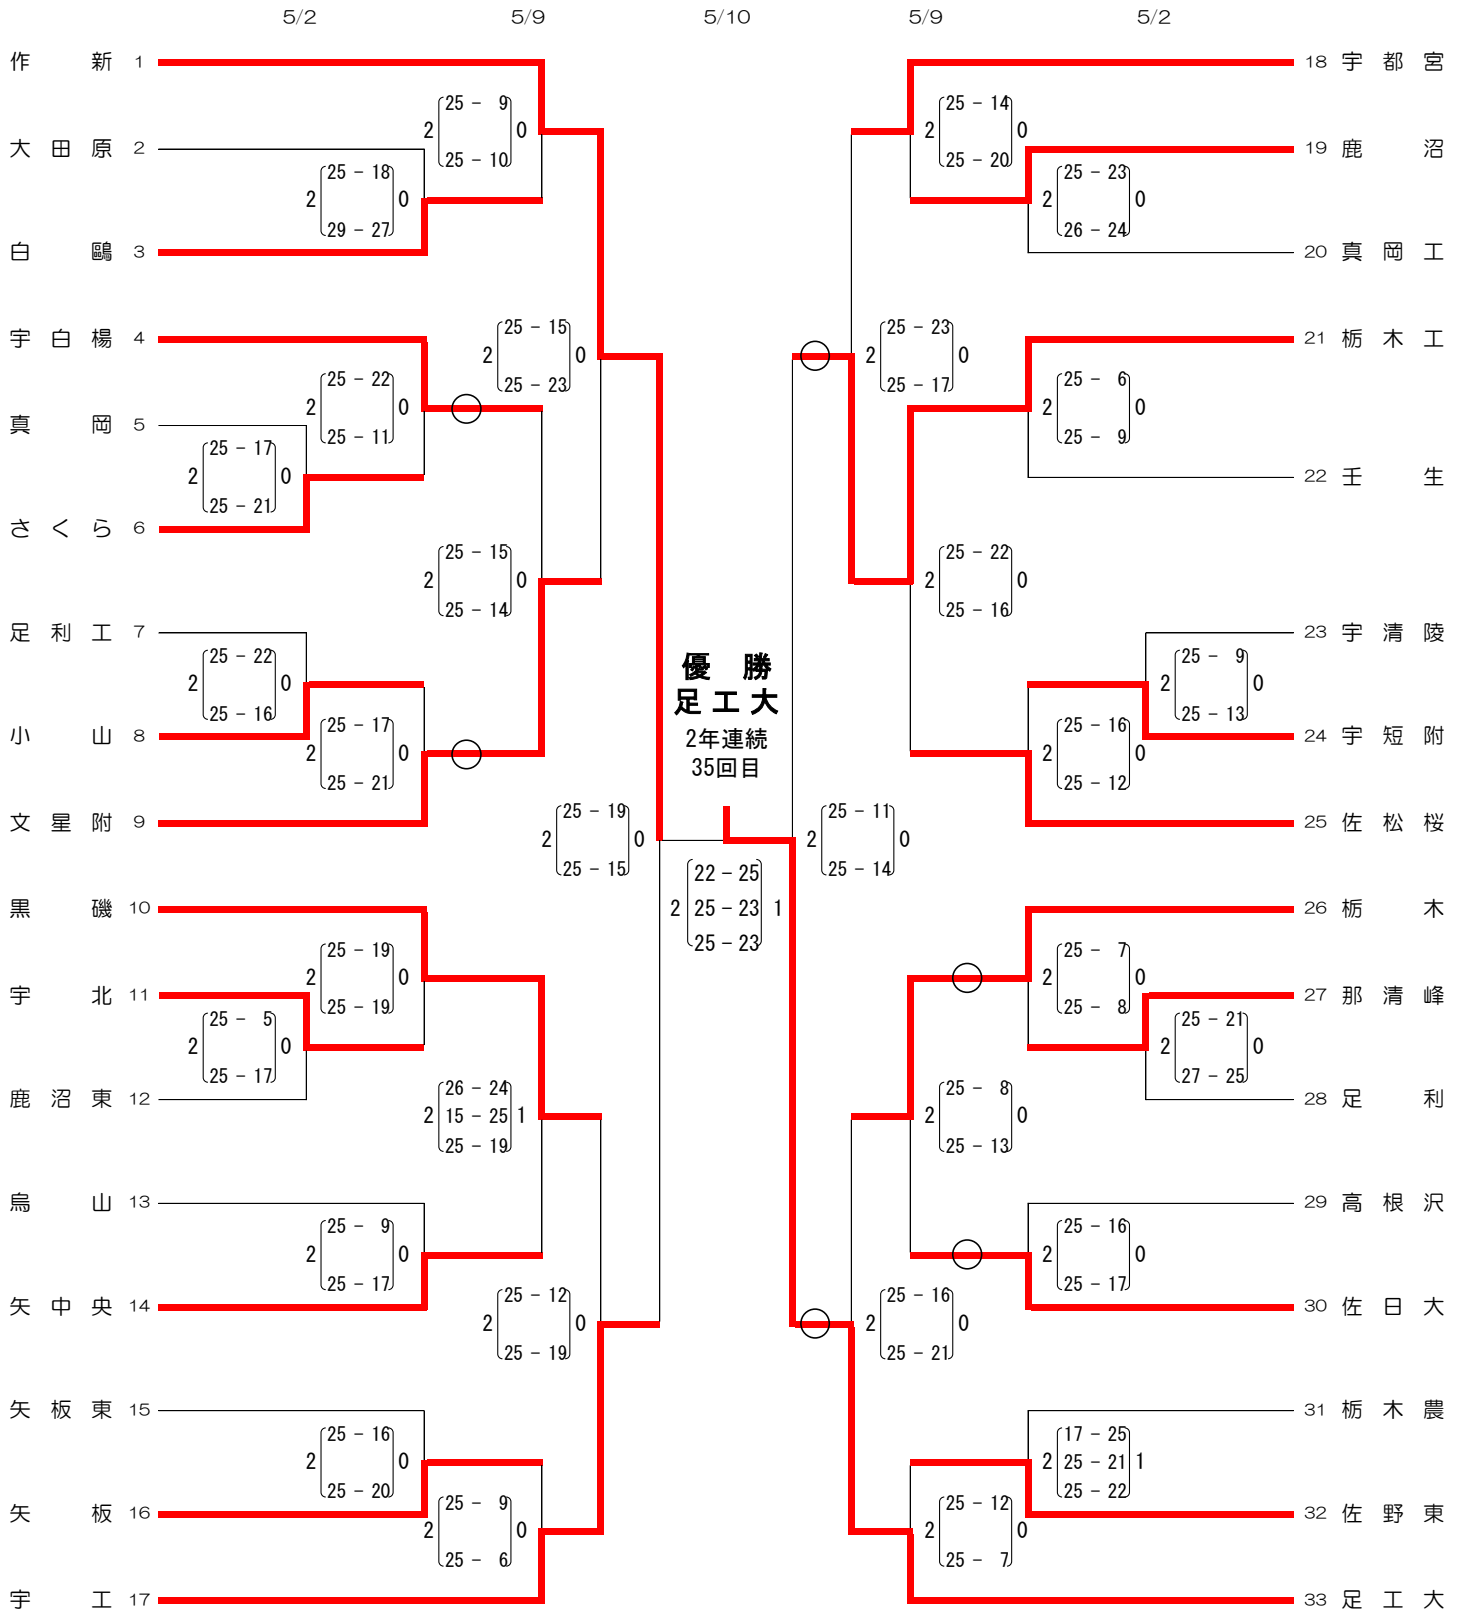 5/2 5/9 5/10 5/9 5/2
作新 1
大田原 2
白鷗 3
宇白楊 4
真岡 5
さくら 6
足利工 7
小山 8
文星附 9
黒磯 10
宇北 11
鹿沼東 12
烏山 13
矢中央 14
矢板東 15
矢板 16
宇工 17
2 25 - 9 0
25 - 10
2 25 - 18 0
29 - 27
2 25 - 15 0
25 - 23
2 25 - 22 0
25 - 11
2 25 - 17 0
25 - 21
2 25 - 15 0
25 - 14
2 25 - 22 0
25 - 16
2 25 - 17 0
25 - 21
2 25 - 19 0
25 - 15
2 25 - 19 0
25 - 19
2 25 - 5 0
25 - 17
26 - 24
2 15 - 25 1
25 - 19
2 25 - 9 0
25 - 17
2 25 - 12 0
25 - 19
2 25 - 16 0
25 - 20
2 25 - 9 0
25 - 6
優勝
足工大
2年連続
35回目
22 - 25
2 25 - 23 1
25 - 23
18 宇都宮
19 鹿沼
20 真岡工
21 栃木工
22 壬生
23 宇清陵
24 宇短附
25 佐松桜
26 栃木
27 那清峰
28 足利
29 高根沢
30 佐日大
31 栃木農
32 佐野東
33 足工大
2 25 - 14 0
25 - 20
2 25 - 23 0
26 - 24
2 25 - 23 0
25 - 17
2 25 - 6 0
25 - 9
2 25 - 22 0
25 - 16
2 25 - 9 0
25 - 13
2 25 - 16 0
25 - 12
2 25 - 11 0
25 - 14
2 25 - 7 0
25 - 8
2 25 - 21 0
27 - 25
2 25 - 8 0
25 - 13
2 25 - 16 0
25 - 17
2 25 - 16 0
25 - 21
17 - 25
2 25 - 21 1
25 - 22
2 25 - 12 0
25 - 7